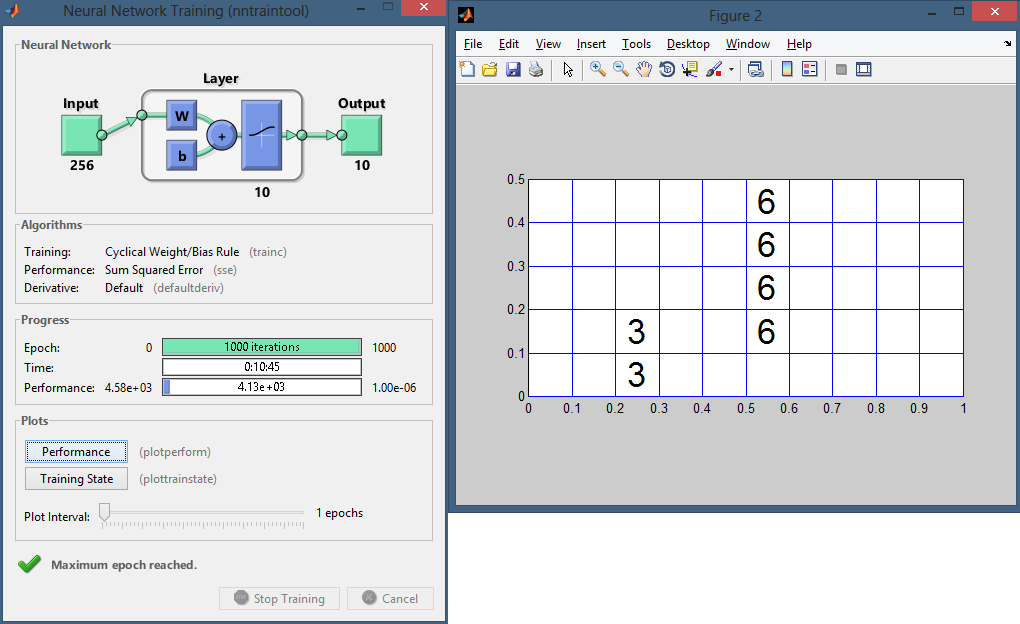 Neural Network Training (nntraintool)
Neural Network
Layer
Input
Output
W
+
b
256
10
10
Algorithms
Training: Cyclical Weight/Bias Rule (trainc)
Performance: Sum Squared Error (sse)
Derivative: Default (defaultderiv)
Progress
Epoch: 0 1000 iterations 1000
Time: 0:10:45
Performance: 4.58e+03 4.13e+03 1.00e-06
Plots
Performance (plotperform)
Training State (plottrainstate)
Plot Interval: 1 epochs
Maximum epoch reached.
Stop Training Cancel
Figure 2
File Edit View Insert Tools Desktop Window Help
0.5
6
0.4
6
0.3
6
0.2
3 6
0.1
3
0
0 0.1 0.2 0.3 0.4 0.5 0.6 0.7 0.8 0.9 1